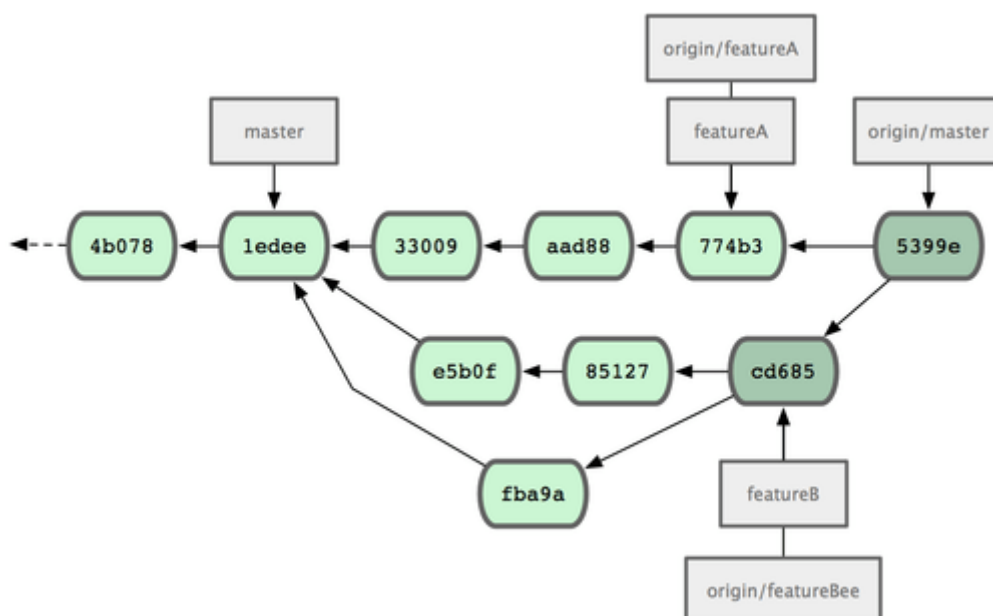 origin/featureA
master
featureA
origin/master
4b078
1edee
33009
aad88
774b3
5399e
e5b0f
85127
cd685
fba9a
featureB
origin/featureBee